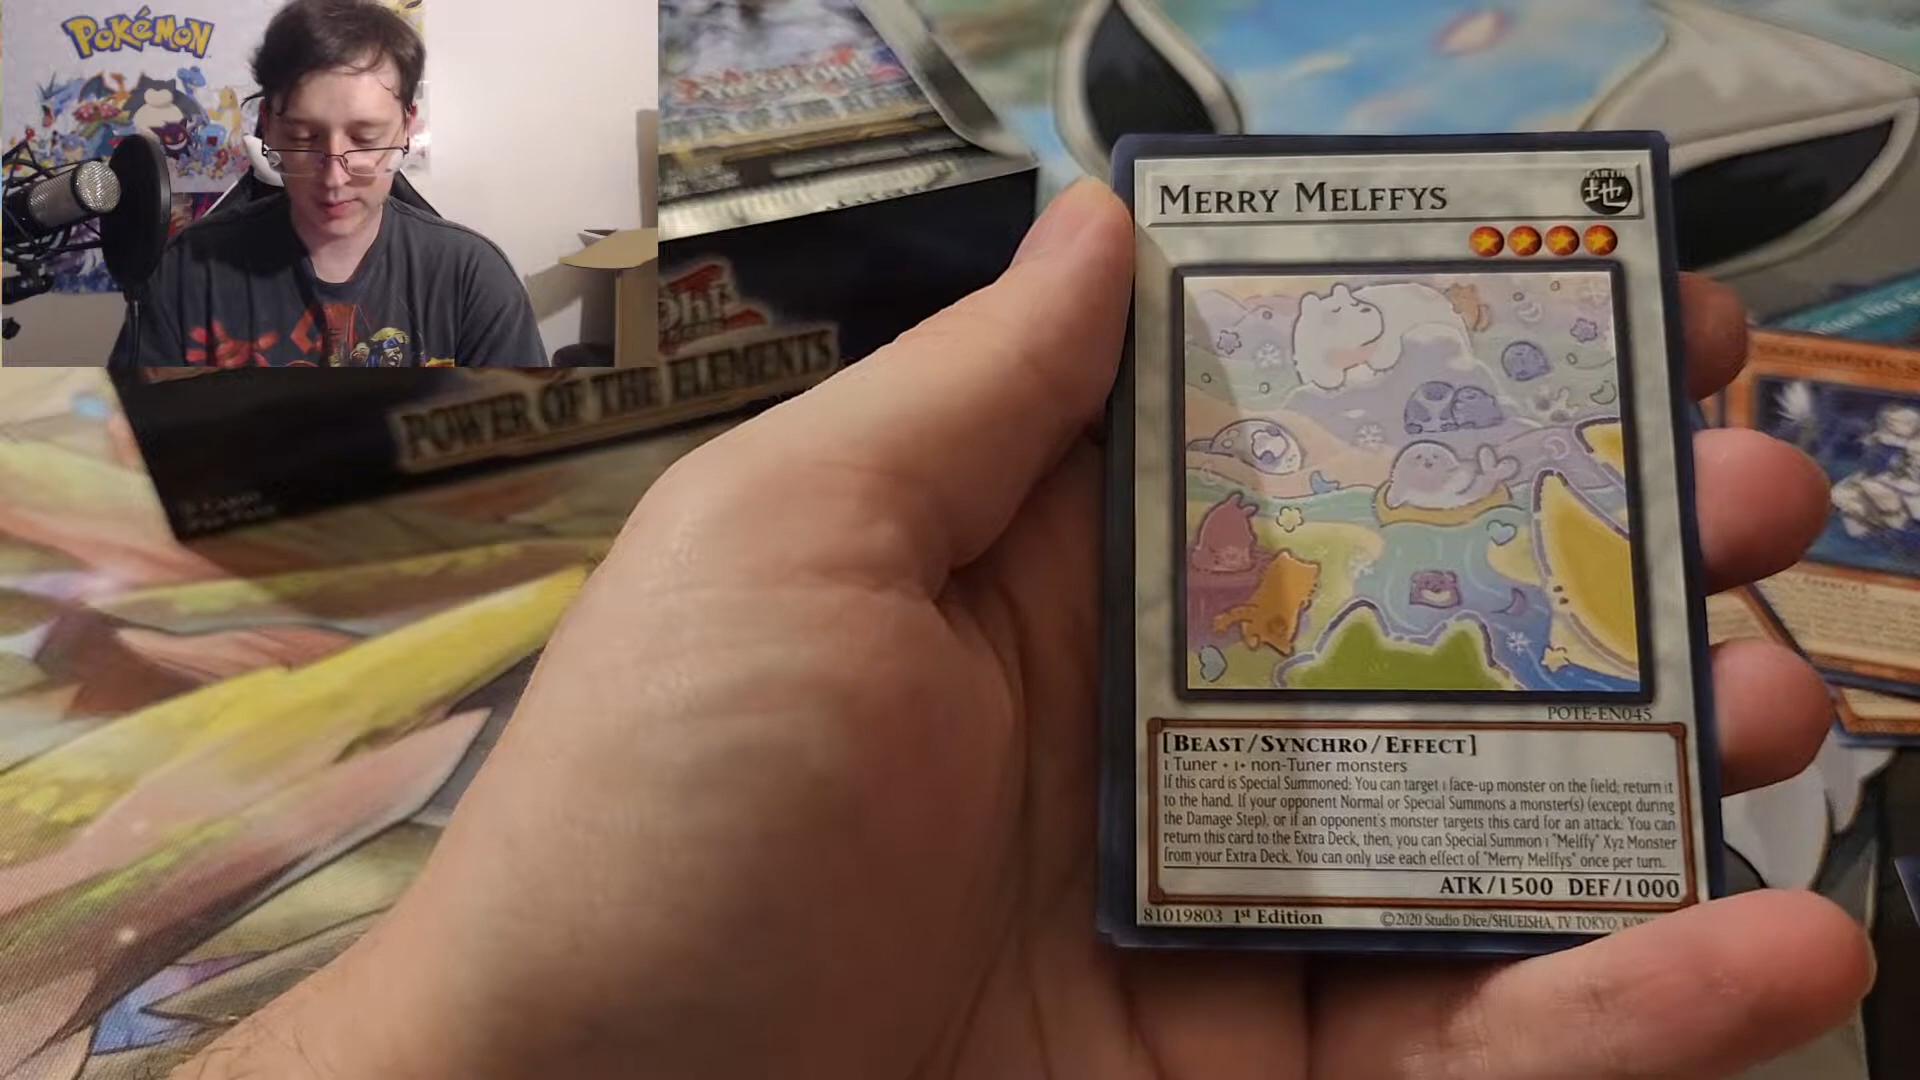 POKÉMON
POWER OF THE ELEMENTS
MERRY MELFFYS
EARTH
地
POTE-EN045
[BEAST/SYNCHRO/EFFECT]
1 Tuner + 1+ non-Tuner monsters
If this card is Special Summoned: You can target 1 face-up monster on the field; return it
to the hand. If your opponent Normal or Special Summons a monster(s) (except during
the Damage Step), or if an opponent's monster targets this card for an attack: You can
return this card to the Extra Deck, then, you can Special Summon 1 "Melffy" Xyz Monster
from your Extra Deck. You can only use each effect of "Merry Melffys" once per turn.
ATK/1500 DEF/1000
81019803 1st Edition
©2020 Studio Dice/SHUEISHA, TV TOKYO,